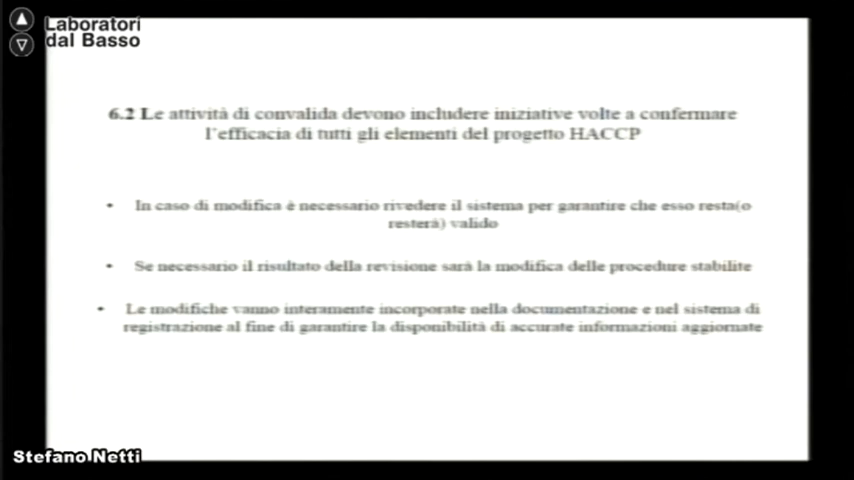 Laboratori
dal Basso
6.2 Le attività di convalida devono includere iniziative volte a confermare
l'efficacia di tutti gli elementi del progetto HACCP
• In caso di modifica è necessario rivedere il sistema per garantire che esso resta(o
resterà) valido
• Se necessario il risultato della revisione sarà la modifica delle procedure stabilite
• Le modifiche vanno interamente incorporate nella documentazione e nel sistema di
registrazione al fine di garantire la disponibilità di accurate informazioni aggiornate
Stefano Netti